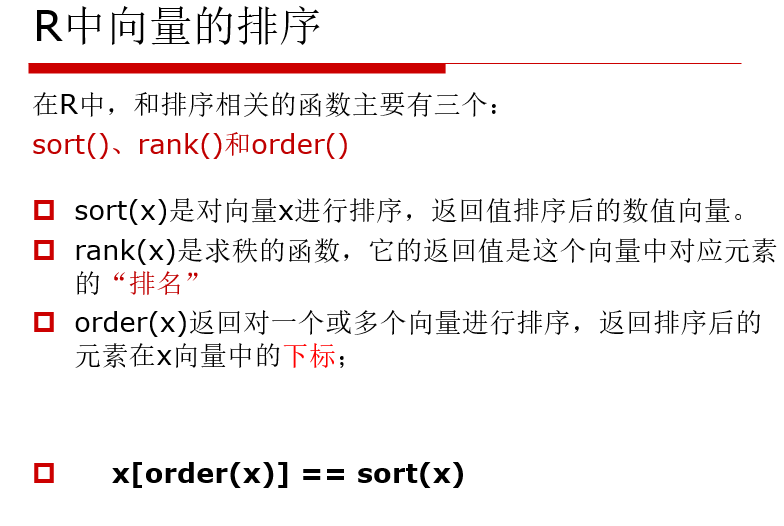 R中向量的排序
在R中，和排序相关的函数主要有三个：
sort()、rank()和order()
sort(x)是对向量x进行排序，返回值排序后的数值向量。
rank(x)是求秩的函数，它的返回值是这个向量中对应元素
的“排名”
order(x)返回对一个或多个向量进行排序，返回排序后的
元素在x向量中的下标；
x[order(x)] == sort(x)